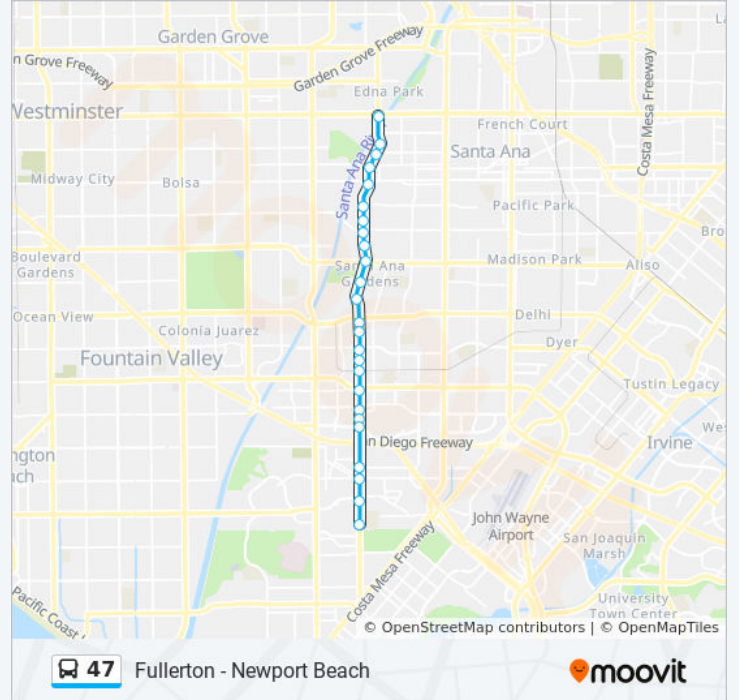 Garden Grove
Garden Grove Freeway
n Grove Freeway
Edna Park
Westminster
French Court
Costa Mesa Freeway
Santa Ana
Santa Ana Ri
Midway City
Bolsa
Pacific Park
Bro
Boulevard
Gardens
Santa Ana
Gardens
Madison Park
Aliso
Ocean View
Delhi
Colonia Juarez
Dyer
Fountain Valley
Tustin Legacy
Wes
an Diego Freeway
Irvine
ngton
ach
John Wayne
Airport
San Joaquin
Marsh
Costa Mesa Freeway
University
Town Center
Pacific Coast
© OpenStreetMap contributors | © OpenMapTiles
47 Fullerton - Newport Beach
moovit